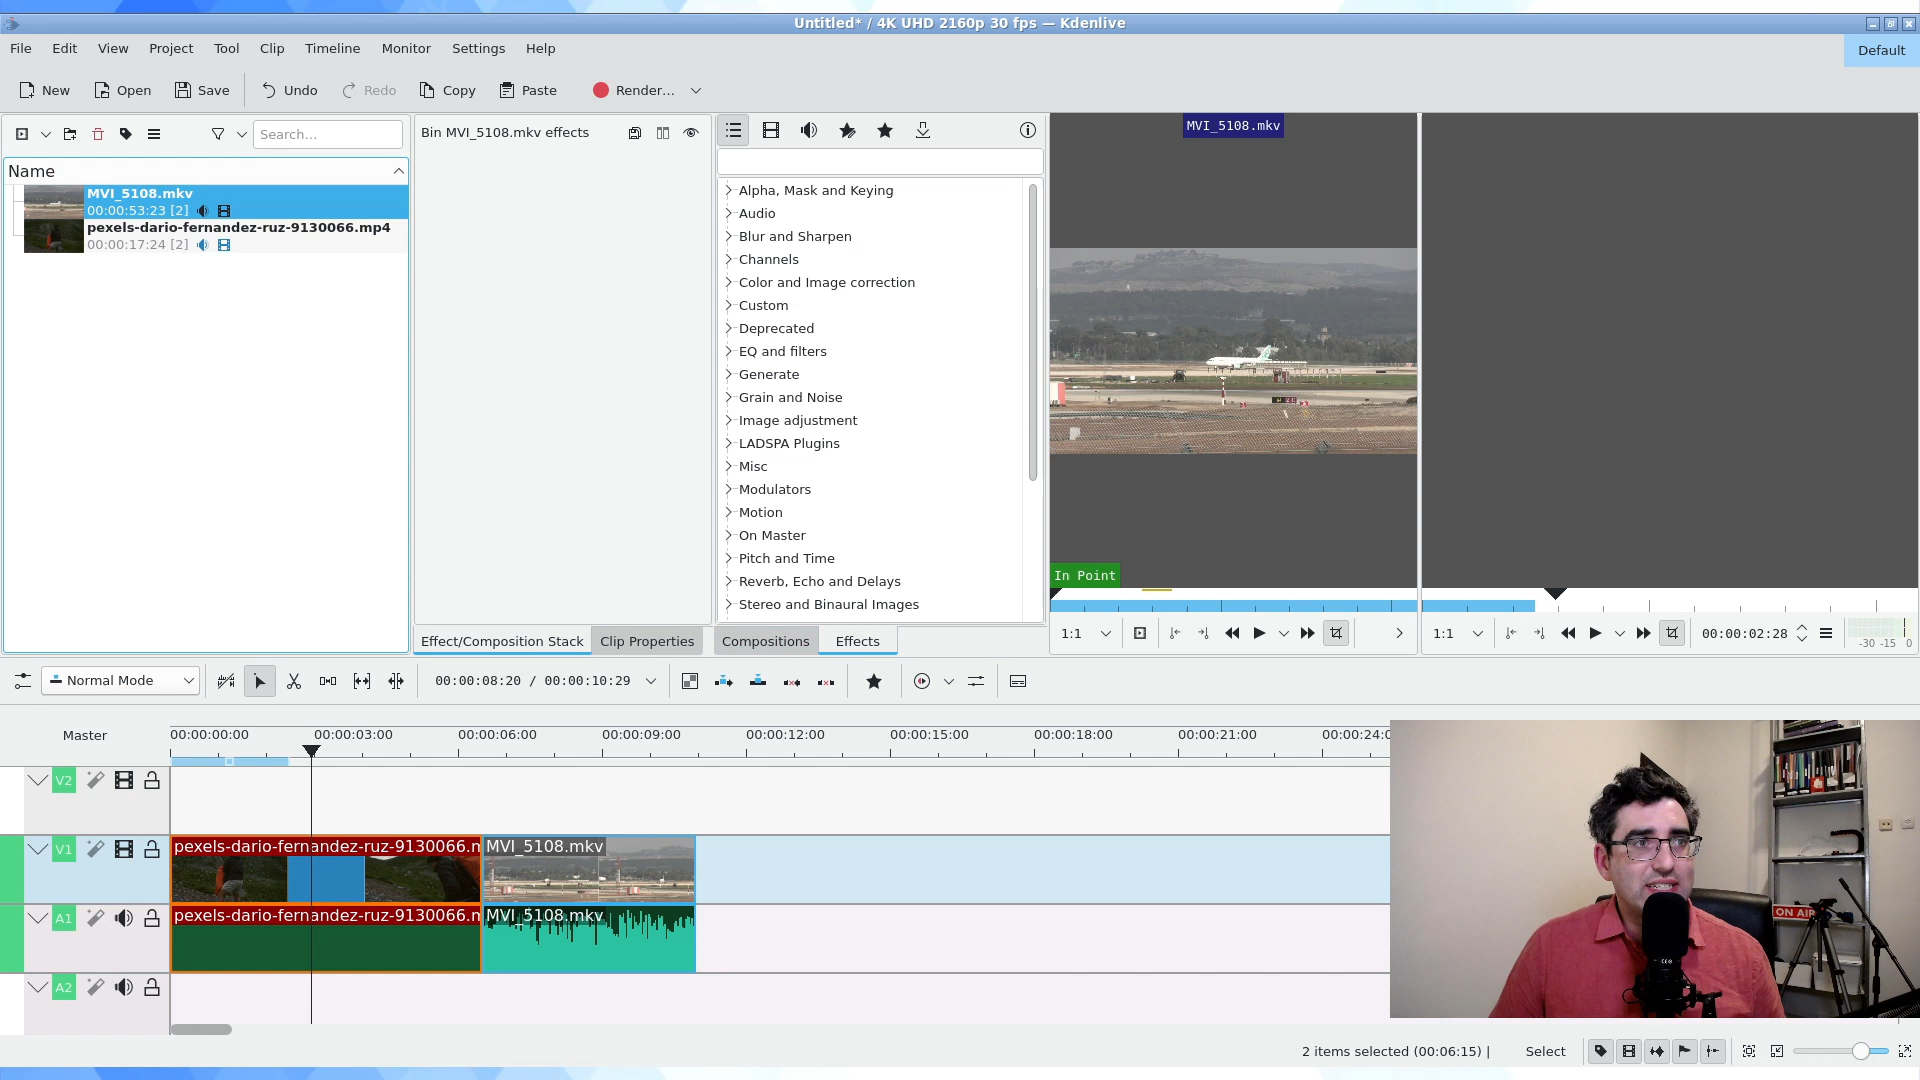 Untitled* / 4K UHD 2160p 30 fps — Kdenlive
File Edit View Project Tool Clip Timeline Monitor Settings Help
Default
New Open Save Undo Redo Copy Paste Render...
Search...
Name
MVI_5108.mkv
00:00:53:23 [2]
pexels-dario-fernandez-ruz-9130066.mp4
00:00:17:24 [2]
Bin MVI_5108.mkv effects
Effect/Composition Stack Clip Properties
Alpha, Mask and Keying
Audio
Blur and Sharpen
Channels
Color and Image correction
Custom
Deprecated
EQ and filters
Generate
Grain and Noise
Image adjustment
LADSPA Plugins
Misc
Modulators
Motion
On Master
Pitch and Time
Reverb, Echo and Delays
Stereo and Binaural Images
Compositions Effects
MVI_5108.mkv
In Point
1:1
1:1 00:00:02:28
-30 -15 0
Normal Mode 00:00:08:20 / 00:00:10:29
Master 00:00:00:00 00:00:03:00 00:00:06:00 00:00:09:00 00:00:12:00 00:00:15:00 00:00:18:00 00:00:21:00 00:00:24:0
V2
V1 pexels-dario-fernandez-ruz-9130066.m MVI_5108.mkv
A1 pexels-dario-fernandez-ruz-9130066.m MVI_5108.mkv
A2
ON AIR
2 items selected (00:06:15) | Select